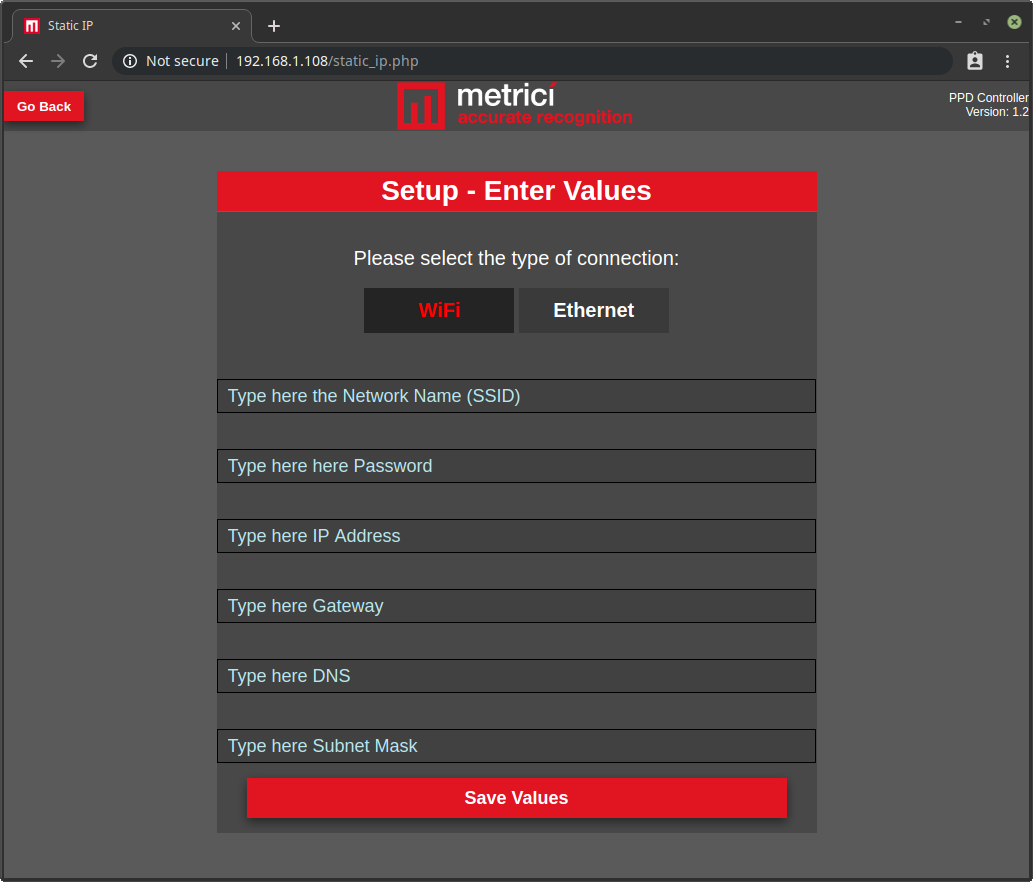 Static IP
Not secure | 192.168.1.108/static_ip.php
Go Back
metrici
accurate recognition
PPD Controller
Version: 1.2
Setup - Enter Values
Please select the type of connection:
WiFi
Ethernet
Type here the Network Name (SSID)
Type here here Password
Type here IP Address
Type here Gateway
Type here DNS
Type here Subnet Mask
Save Values